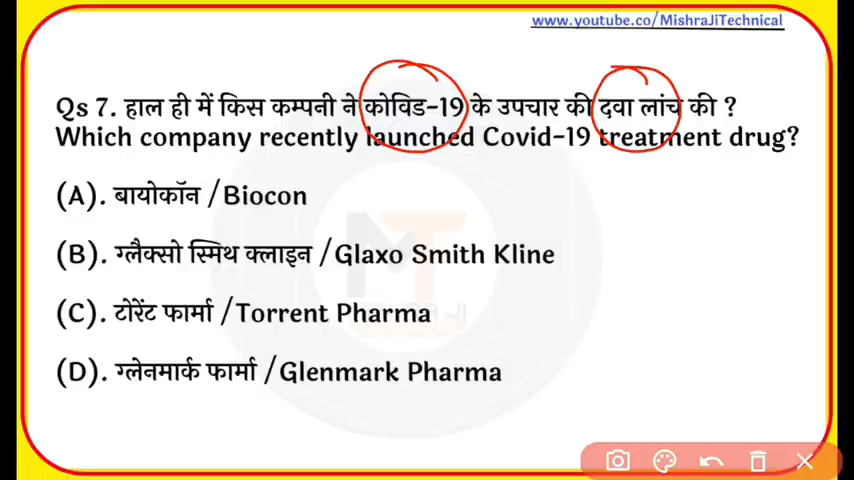 www.youtube.co/MishraJiTechnical
Qs 7. हाल ही में किस कम्पनी ने कोविड-19 के उपचार की दवा लांच की ?
Which company recently launched Covid-19 treatment drug?
(A). बायोकॉन /Biocon
(B). ग्लैक्सो स्मिथ क्लाइन /Glaxo Smith Kline
(C). टोरेंट फार्मा /Torrent Pharma
(D). ग्लेनमार्क फार्मा /Glenmark Pharma